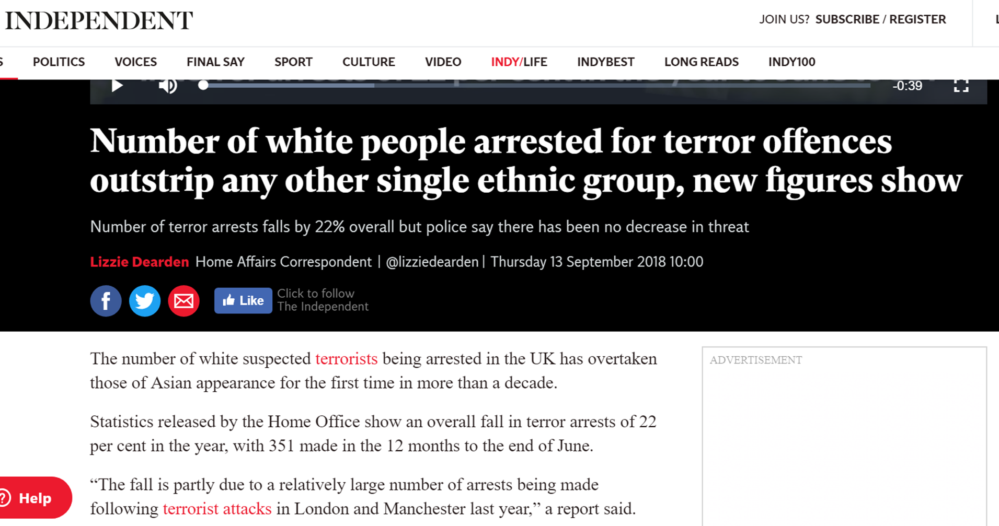 INDEPENDENT
JOIN US? SUBSCRIBE / REGISTER
POLITICS VOICES FINAL SAY SPORT CULTURE VIDEO INDY/LIFE INDYBEST LONG READS INDY100
-0:39
Number of white people arrested for terror offences
outstrip any other single ethnic group, new figures show
Number of terror arrests falls by 22% overall but police say there has been no decrease in threat
Lizzie Dearden Home Affairs Correspondent | @lizziedearden | Thursday 13 September 2018 10:00
Like
Click to follow
The Independent
The number of white suspected terrorists being arrested in the UK has overtaken
those of Asian appearance for the first time in more than a decade.
ADVERTISEMENT
Statistics released by the Home Office show an overall fall in terror arrests of 22
per cent in the year, with 351 made in the 12 months to the end of June.
“The fall is partly due to a relatively large number of arrests being made
following terrorist attacks in London and Manchester last year,” a report said.
Help